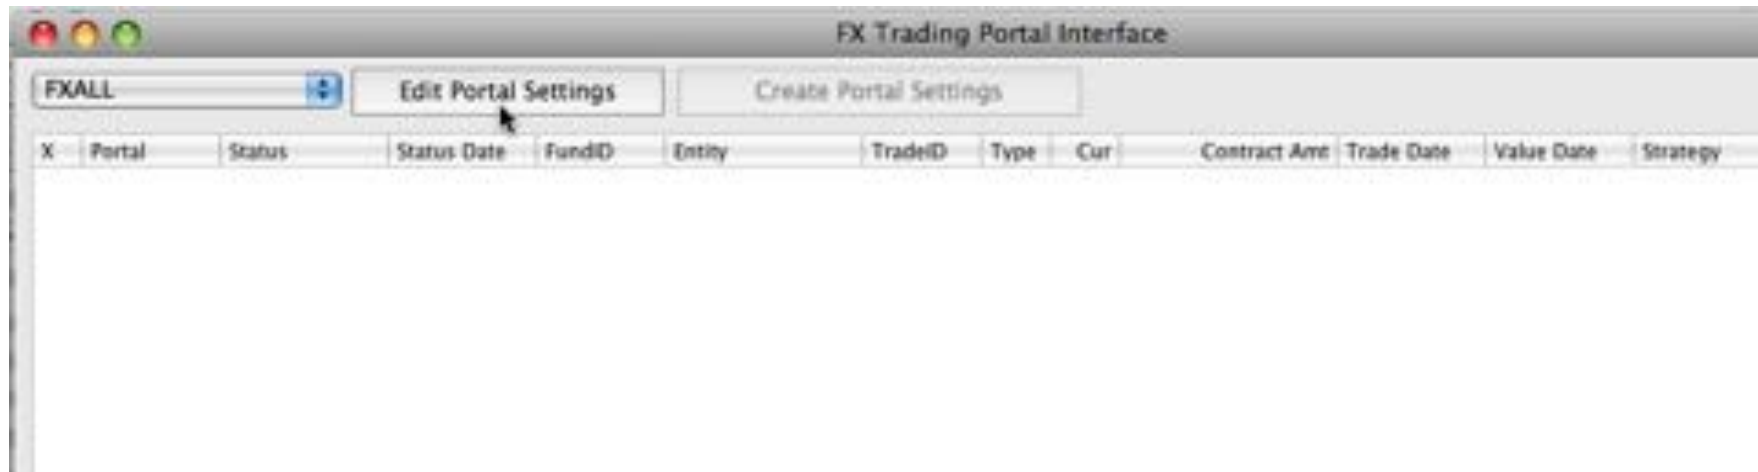 FX Trading Portal Interface
FXALL Edit Portal Settings Create Portal Settings
X Portal Status Status Date FundID Entity TradeID Type Cur Contract Amt Trade Date Value Date Strategy